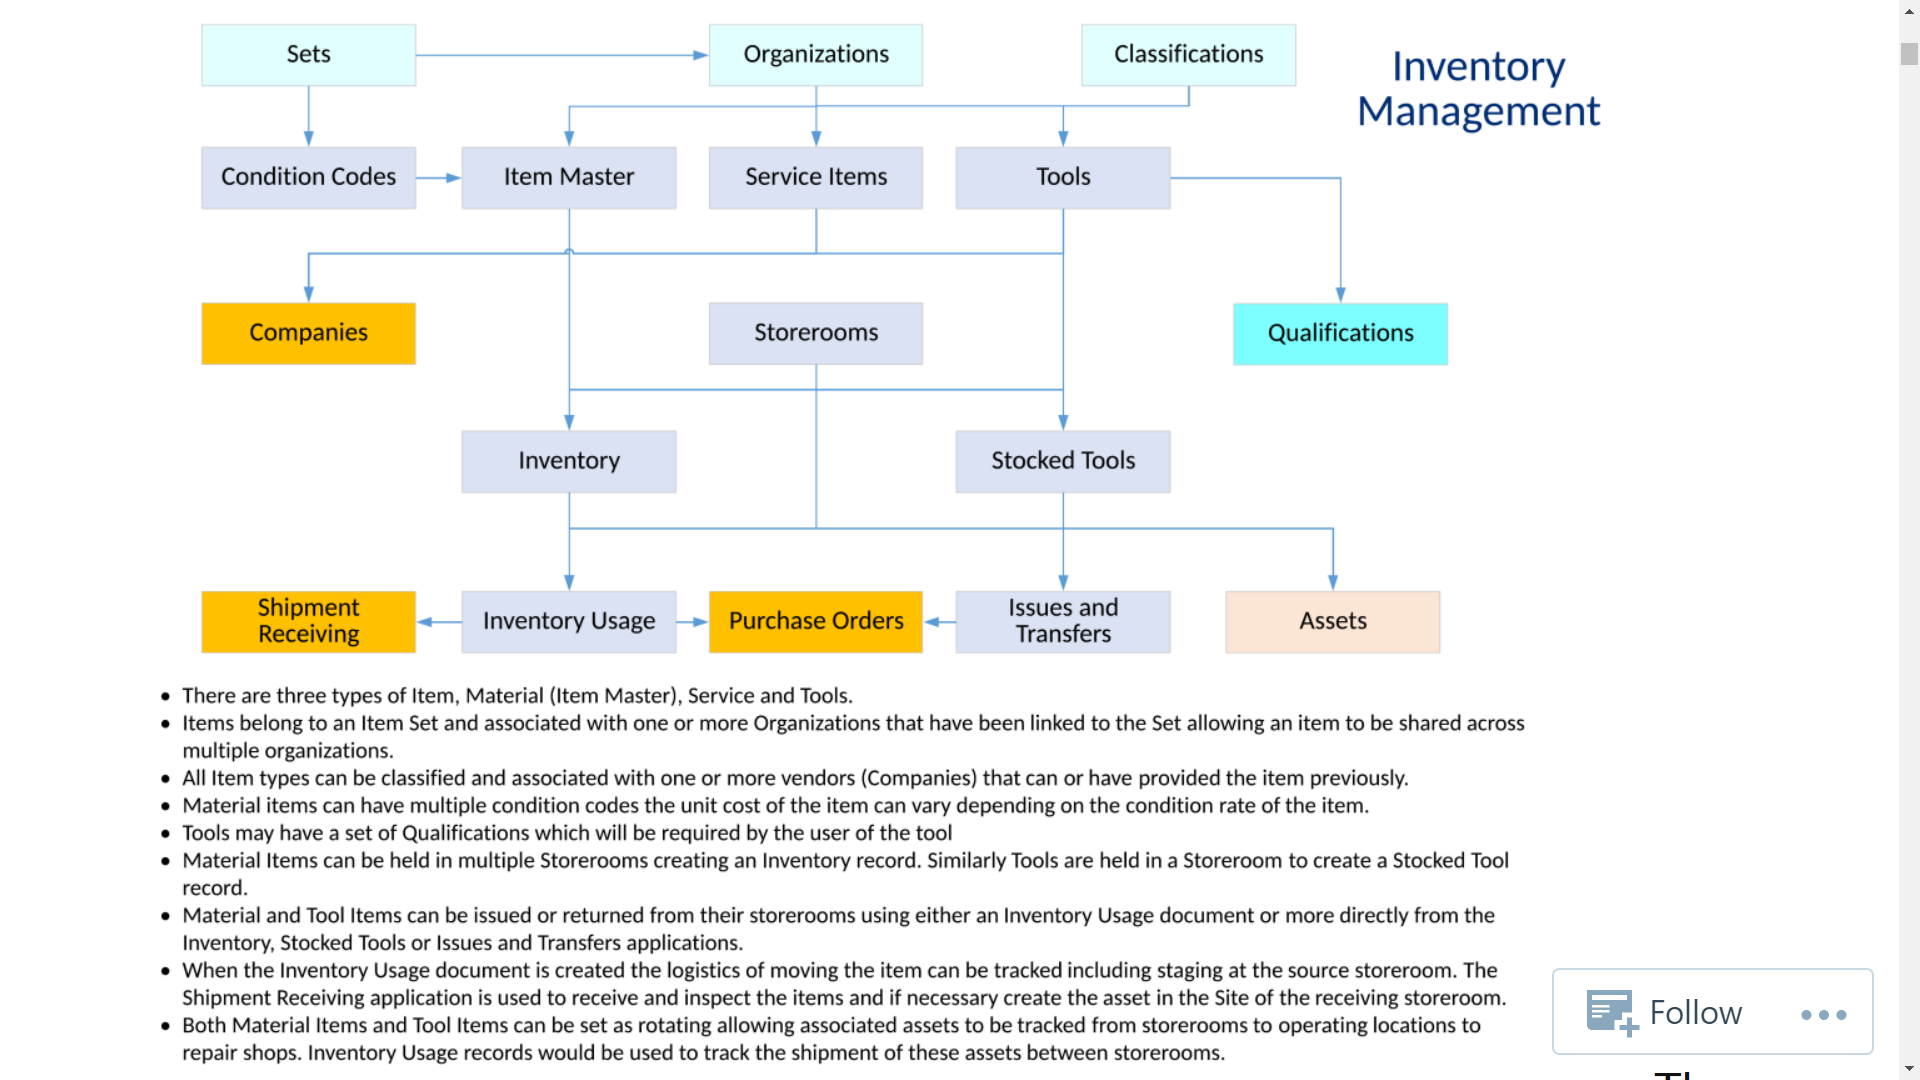 Sets
Organizations
Classifications
Inventory
Management
Condition Codes
Item Master
Service Items
Tools
Companies
Storerooms
Qualifications
Inventory
Stocked Tools
Shipment
Receiving
Inventory Usage
Purchase Orders
Issues and
Transfers
Assets
• There are three types of Item, Material (Item Master), Service and Tools.
• Items belong to an Item Set and associated with one or more Organizations that have been linked to the Set allowing an item to be shared across
multiple organizations.
• All Item types can be classified and associated with one or more vendors (Companies) that can or have provided the item previously.
• Material items can have multiple condition codes the unit cost of the item can vary depending on the condition rate of the item.
• Tools may have a set of Qualifications which will be required by the user of the tool
• Material Items can be held in multiple Storerooms creating an Inventory record. Similarly Tools are held in a Storeroom to create a Stocked Tool
record.
• Material and Tool Items can be issued or returned from their storerooms using either an Inventory Usage document or more directly from the
Inventory, Stocked Tools or Issues and Transfers applications.
• When the Inventory Usage document is created the logistics of moving the item can be tracked including staging at the source storeroom. The
Shipment Receiving application is used to receive and inspect the items and if necessary create the asset in the Site of the receiving storeroom.
• Both Material Items and Tool Items can be set as rotating allowing associated assets to be tracked from storerooms to operating locations to
repair shops. Inventory Usage records would be used to track the shipment of these assets between storerooms.
Follow